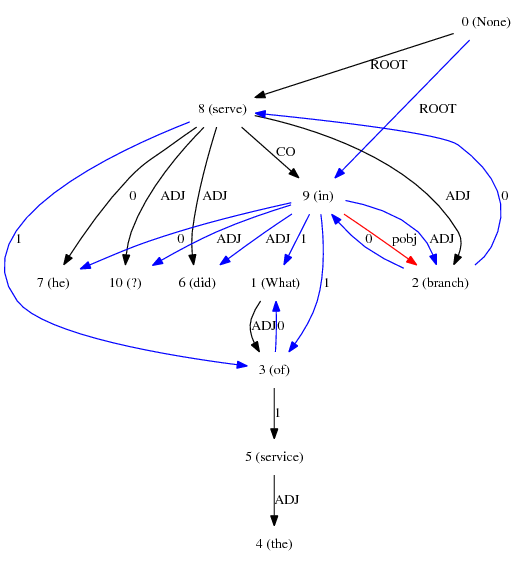 0 (None)
ROOT
ROOT
8 (serve)
CO
0 ADJ ADJ ADJ 0
9 (in)
1 0 ADJ ADJ 1 1 0 pobj ADJ
7 (he) 10 (?) 6 (did) 1 (What) 2 (branch)
ADJ 0
3 (of)
1
5 (service)
ADJ
4 (the)